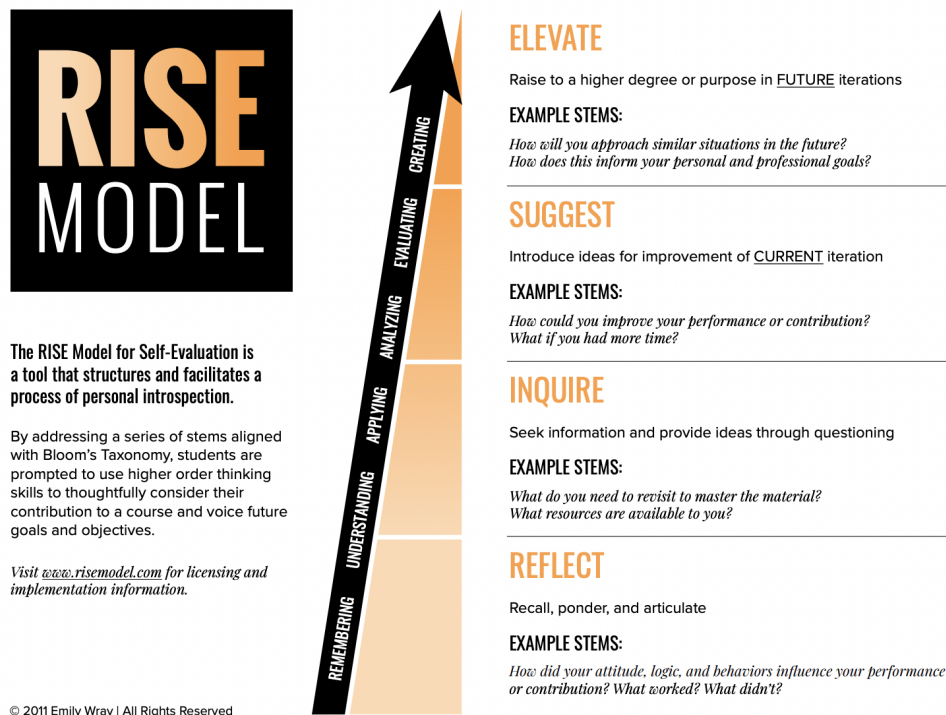 RISE
MODEL
The RISE Model for Self-Evaluation is
a tool that structures and facilitates a
process of personal introspection.
By addressing a series of stems aligned
with Bloom's Taxonomy, students are
prompted to use higher order thinking
skills to thoughtfully consider their
contribution to a course and voice future
goals and objectives.
Visit www.risemodel.com for licensing and
implementation information.
© 2011 Emily Wray | All Rights Reserved
CREATING
EVALUATING
ANALYZING
APPLYING
UNDERSTANDING
REMEMBERING
ELEVATE
Raise to a higher degree or purpose in FUTURE iterations
EXAMPLE STEMS:
How will you approach similar situations in the future?
How does this inform your personal and professional goals?
SUGGEST
Introduce ideas for improvement of CURRENT iteration
EXAMPLE STEMS:
How could you improve your performance or contribution?
What if you had more time?
INQUIRE
Seek information and provide ideas through questioning
EXAMPLE STEMS:
What do you need to revisit to master the material?
What resources are available to you?
REFLECT
Recall, ponder, and articulate
EXAMPLE STEMS:
How did your attitude, logic, and behaviors influence your performance
or contribution? What worked? What didn't?